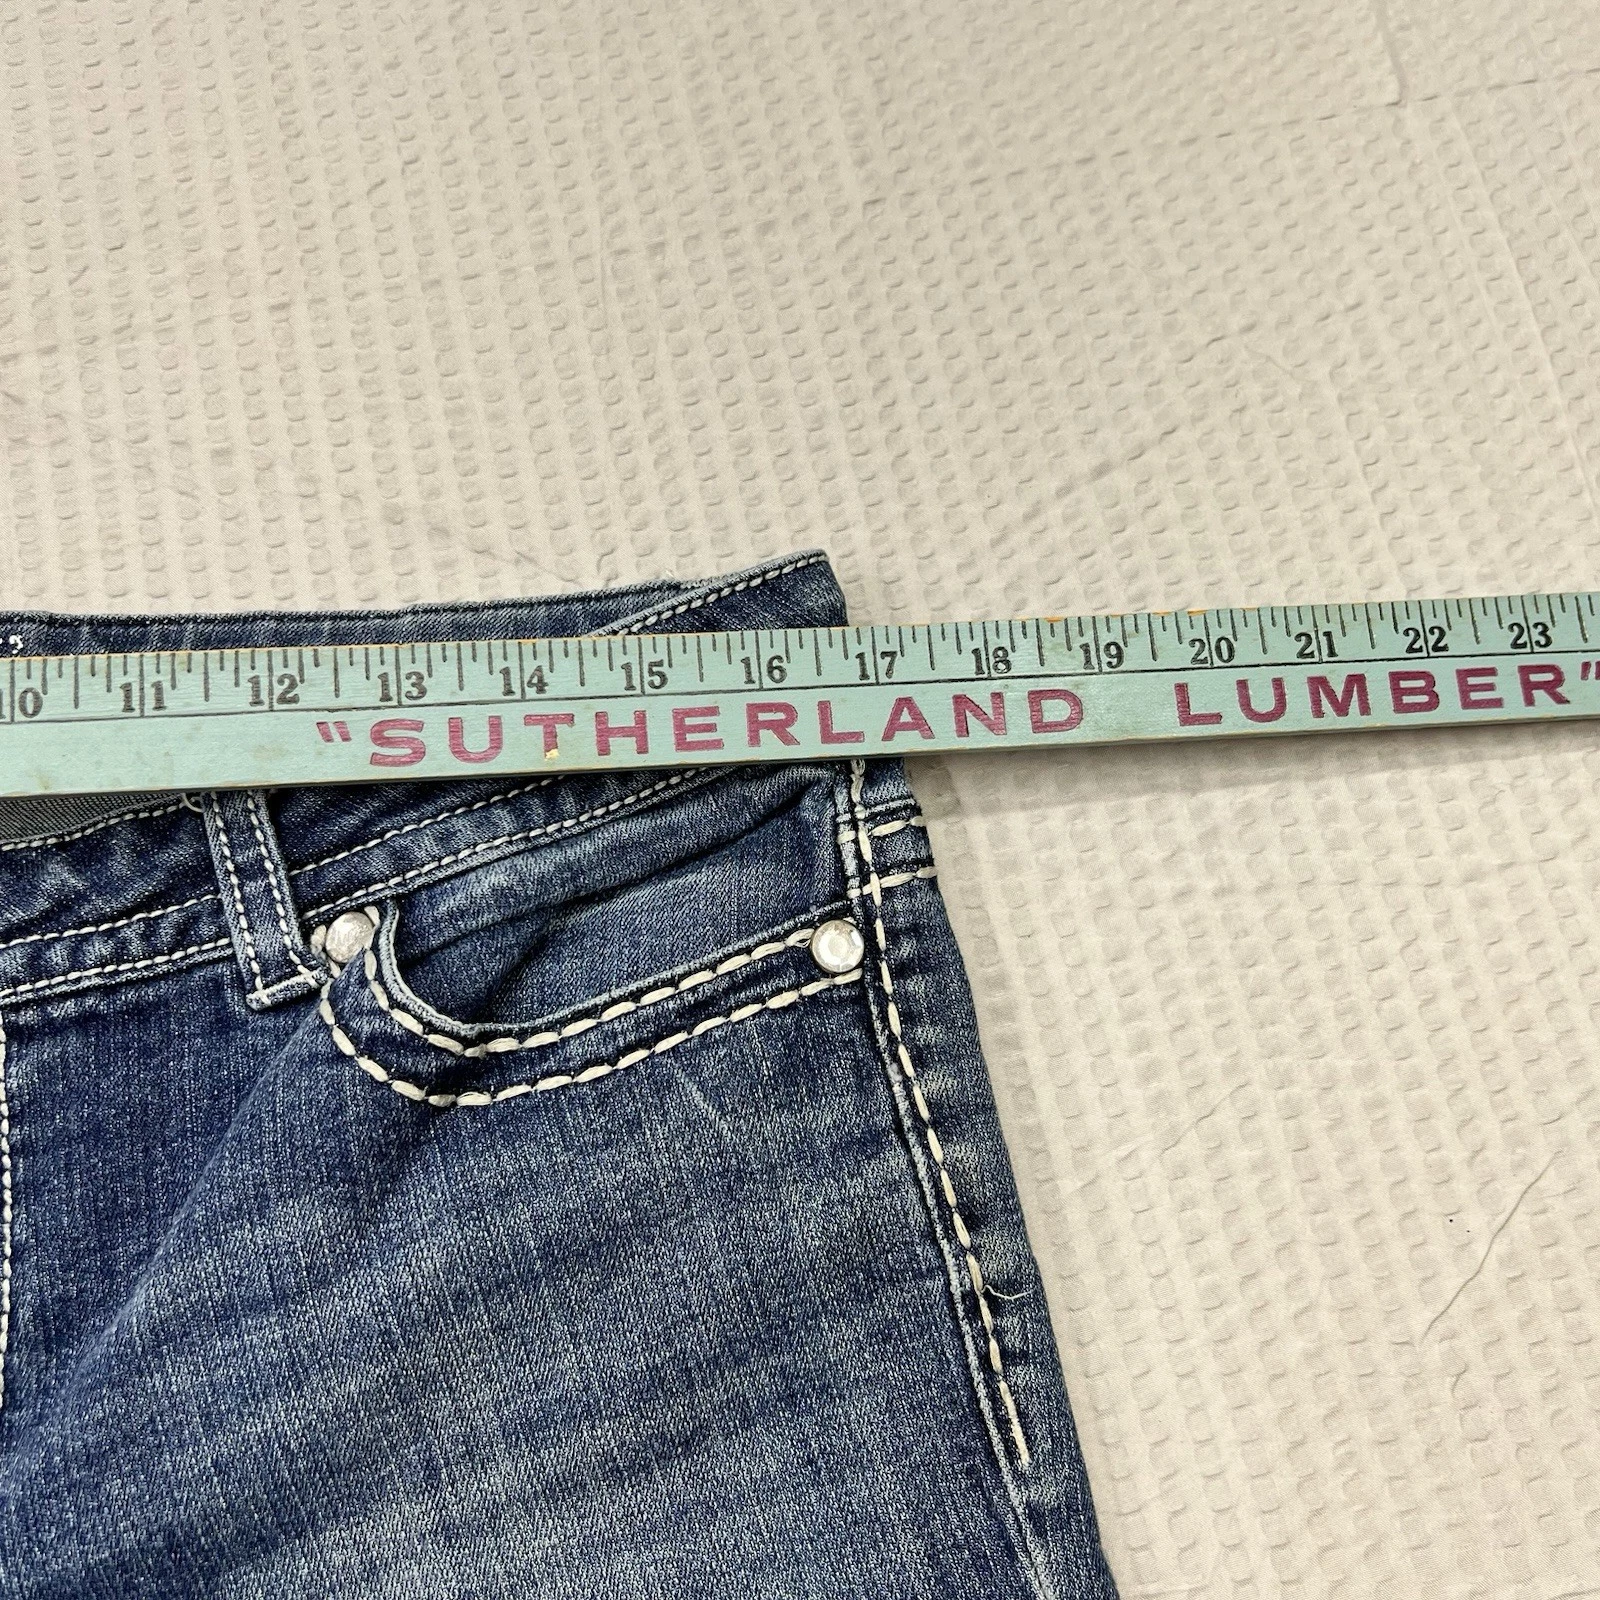 10 11 12 13 14 15 16 17 18 19 20 21 22 23
"SUTHERLAND LUMBER"